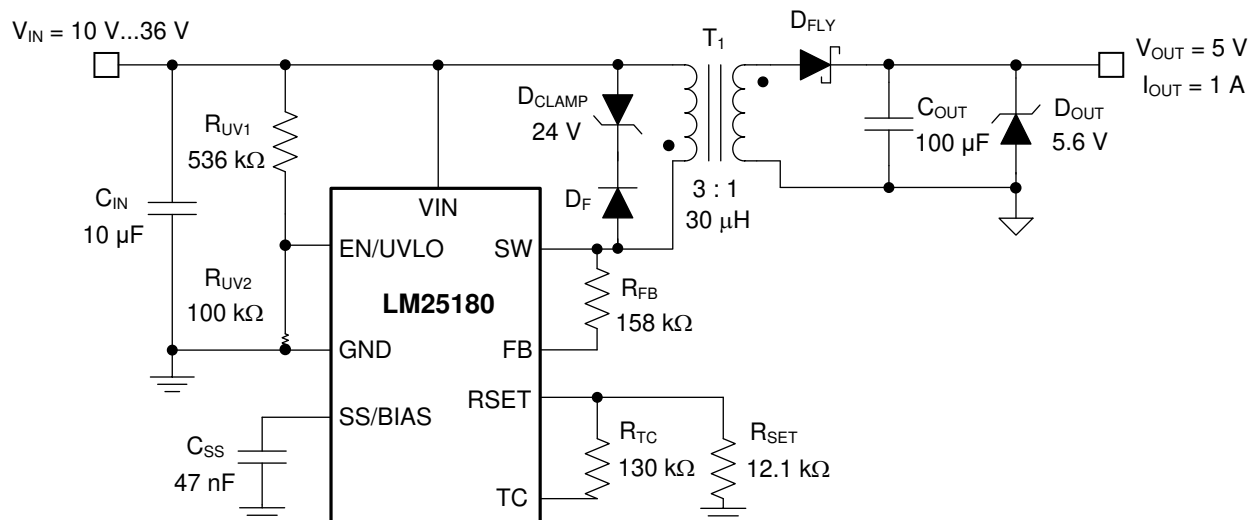 V_IN = 10 V...36 V
T₁
D_FLY
V_OUT = 5 V
I_OUT = 1 A
D_CLAMP
24 V
C_OUT
100 µF
D_OUT
5.6 V
R_UV1
536 kΩ
C_IN
10 µF
D_F
3 : 1
30 µH
VIN
EN/UVLO
SW
R_UV2
100 kΩ
LM25180
R_FB
158 kΩ
GND
FB
RSET
SS/BIAS
C_SS
47 nF
R_TC
130 kΩ
R_SET
12.1 kΩ
TC